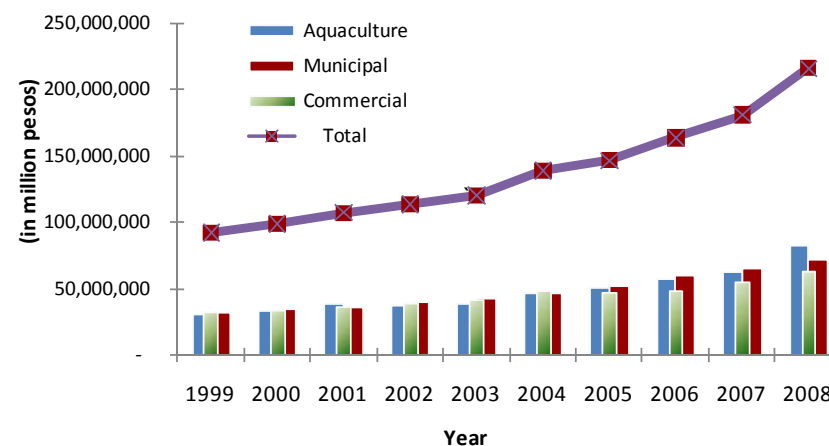 250,000,000
200,000,000
150,000,000
100,000,000
50,000,000
-
(in million pesos)
Aquaculture
Municipal
Commercial
Total
1999 2000 2001 2002 2003 2004 2005 2006 2007 2008
Year